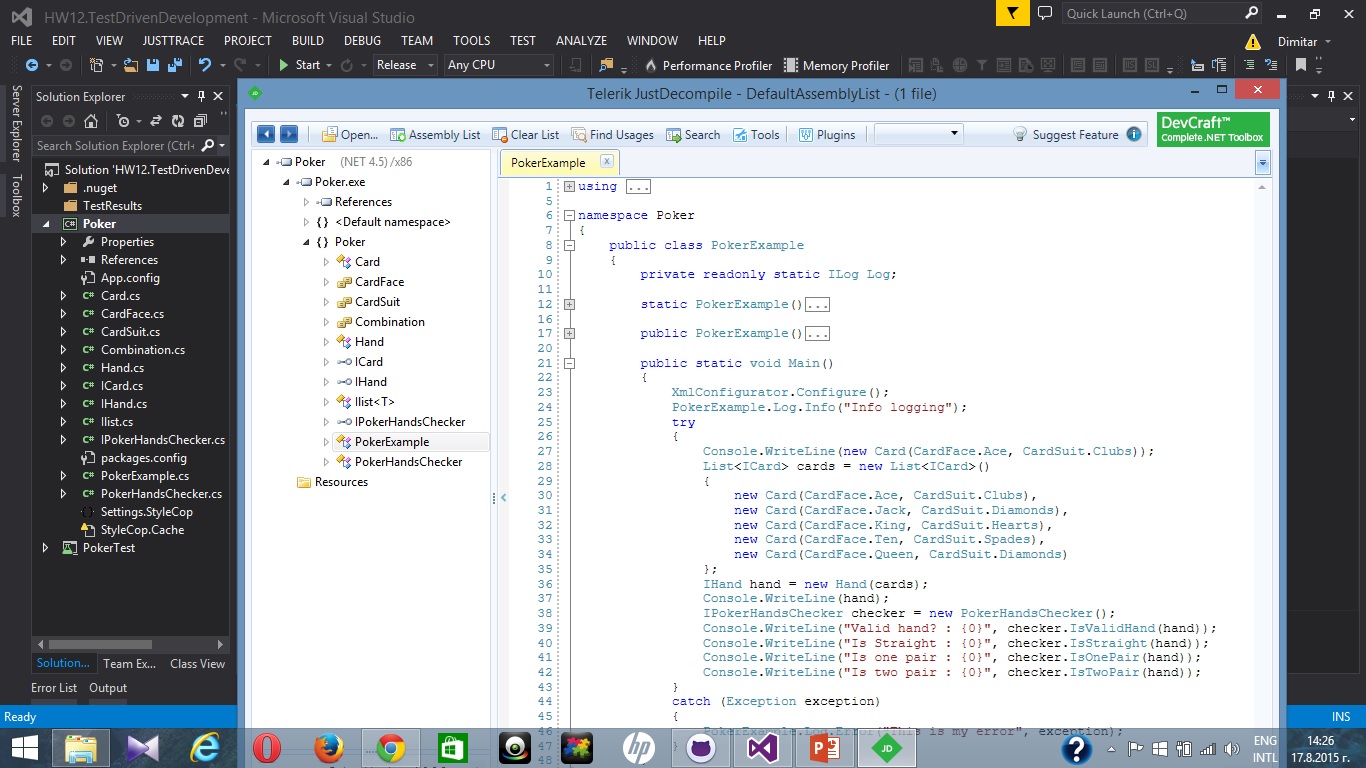 HW12.TestDrivenDevelopment - Microsoft Visual Studio
Quick Launch (Ctrl+Q)
FILE EDIT VIEW JUSTTRACE PROJECT BUILD DEBUG TEAM TOOLS TEST ANALYZE WINDOW HELP
Dimitar
Start Release Any CPU Performance Profiler Memory Profiler
Server Explorer
Toolbox
Solution Explorer
Search Solution Explorer (Ctrl+
Solution 'HW12.TestDrivenDeve
.nuget
TestResults
C# Poker
Properties
References
App.config
C# Card.cs
C# CardFace.cs
C# CardSuit.cs
C# Combination.cs
C# Hand.cs
C# ICard.cs
C# IHand.cs
C# Ilist.cs
C# IPokerHandsChecker.cs
packages.config
C# PokerExample.cs
C# PokerHandsChecker.cs
Settings.StyleCop
StyleCop.Cache
PokerTest
Solution... Team Ex... Class View
Error List Output
Ready
INS
JD Telerik JustDecompile - DefaultAssemblyList - (1 file)
Open... Assembly List Clear List Find Usages Search Tools Plugins Suggest Feature
DevCraft™
Complete .NET Toolbox
Poker (NET 4.5) /x86
Poker.exe
References
{} <Default namespace>
{} Poker
Card
CardFace
CardSuit
Combination
Hand
ICard
IHand
Ilist<T>
IPokerHandsChecker
PokerExample
PokerHandsChecker
Resources
PokerExample x
1 using ...
5
6 namespace Poker
7 {
8 public class PokerExample
9 {
10 private readonly static ILog Log;
11
12 static PokerExample()...
16
17 public PokerExample()...
20
21 public static void Main()
22 {
23 XmlConfigurator.Configure();
24 PokerExample.Log.Info("Info logging");
25 try
26 {
27 Console.WriteLine(new Card(CardFace.Ace, CardSuit.Clubs));
28 List<ICard> cards = new List<ICard>()
29 {
30 new Card(CardFace.Ace, CardSuit.Clubs),
31 new Card(CardFace.Jack, CardSuit.Diamonds),
32 new Card(CardFace.King, CardSuit.Hearts),
33 new Card(CardFace.Ten, CardSuit.Spades),
34 new Card(CardFace.Queen, CardSuit.Diamonds)
35 };
36 IHand hand = new Hand(cards);
37 Console.WriteLine(hand);
38 IPokerHandsChecker checker = new PokerHandsChecker();
39 Console.WriteLine("Valid hand? : {0}", checker.IsValidHand(hand));
40 Console.WriteLine("Is Straight : {0}", checker.IsStraight(hand));
41 Console.WriteLine("Is one pair : {0}", checker.IsOnePair(hand));
42 Console.WriteLine("Is two pair : {0}", checker.IsTwoPair(hand));
43 }
44 catch (Exception exception)
45 {
46 PokerExample.Log.Error("This is my error", exception);
47 }
48
hp
JD
ENG
INTL
14:26
17.8.2015 г.